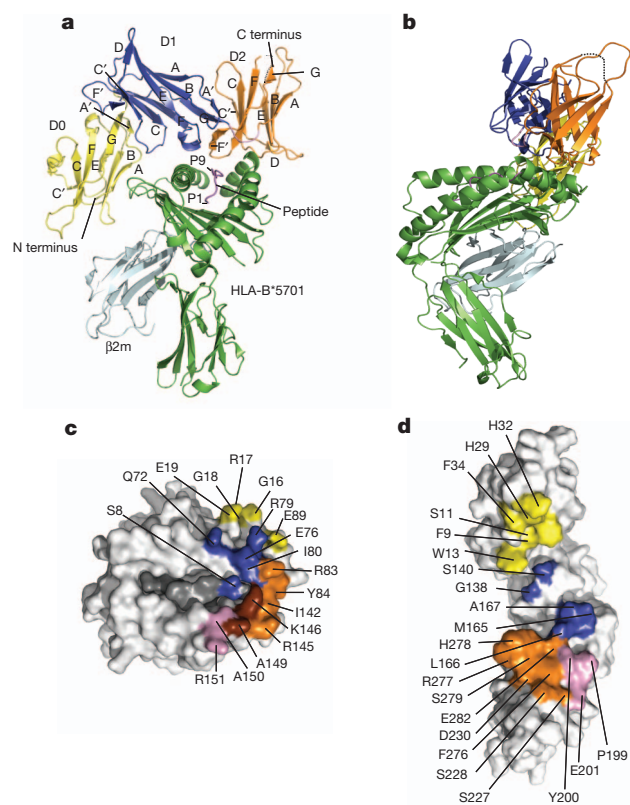 a
b
C terminus
D
D1
D2
G
A
C
F
C′
E
B
A′
F′
A′
E
B
A
D0
C
F
G
C′
E
D
G
F
E
B
A
F′
P9
C
C′
P1
Peptide
N terminus
HLA-B*5701
β2m
c
d
R17
E19
G18
G16
Q72
R79
S8
E89
E76
I80
R83
Y84
I142
K146
R145
A149
R151
A150
H32
H29
F34
S11
F9
W13
S140
G138
A167
M165
H278
L166
R277
S279
E282
D230
P199
F276
E201
S228
S227
Y200